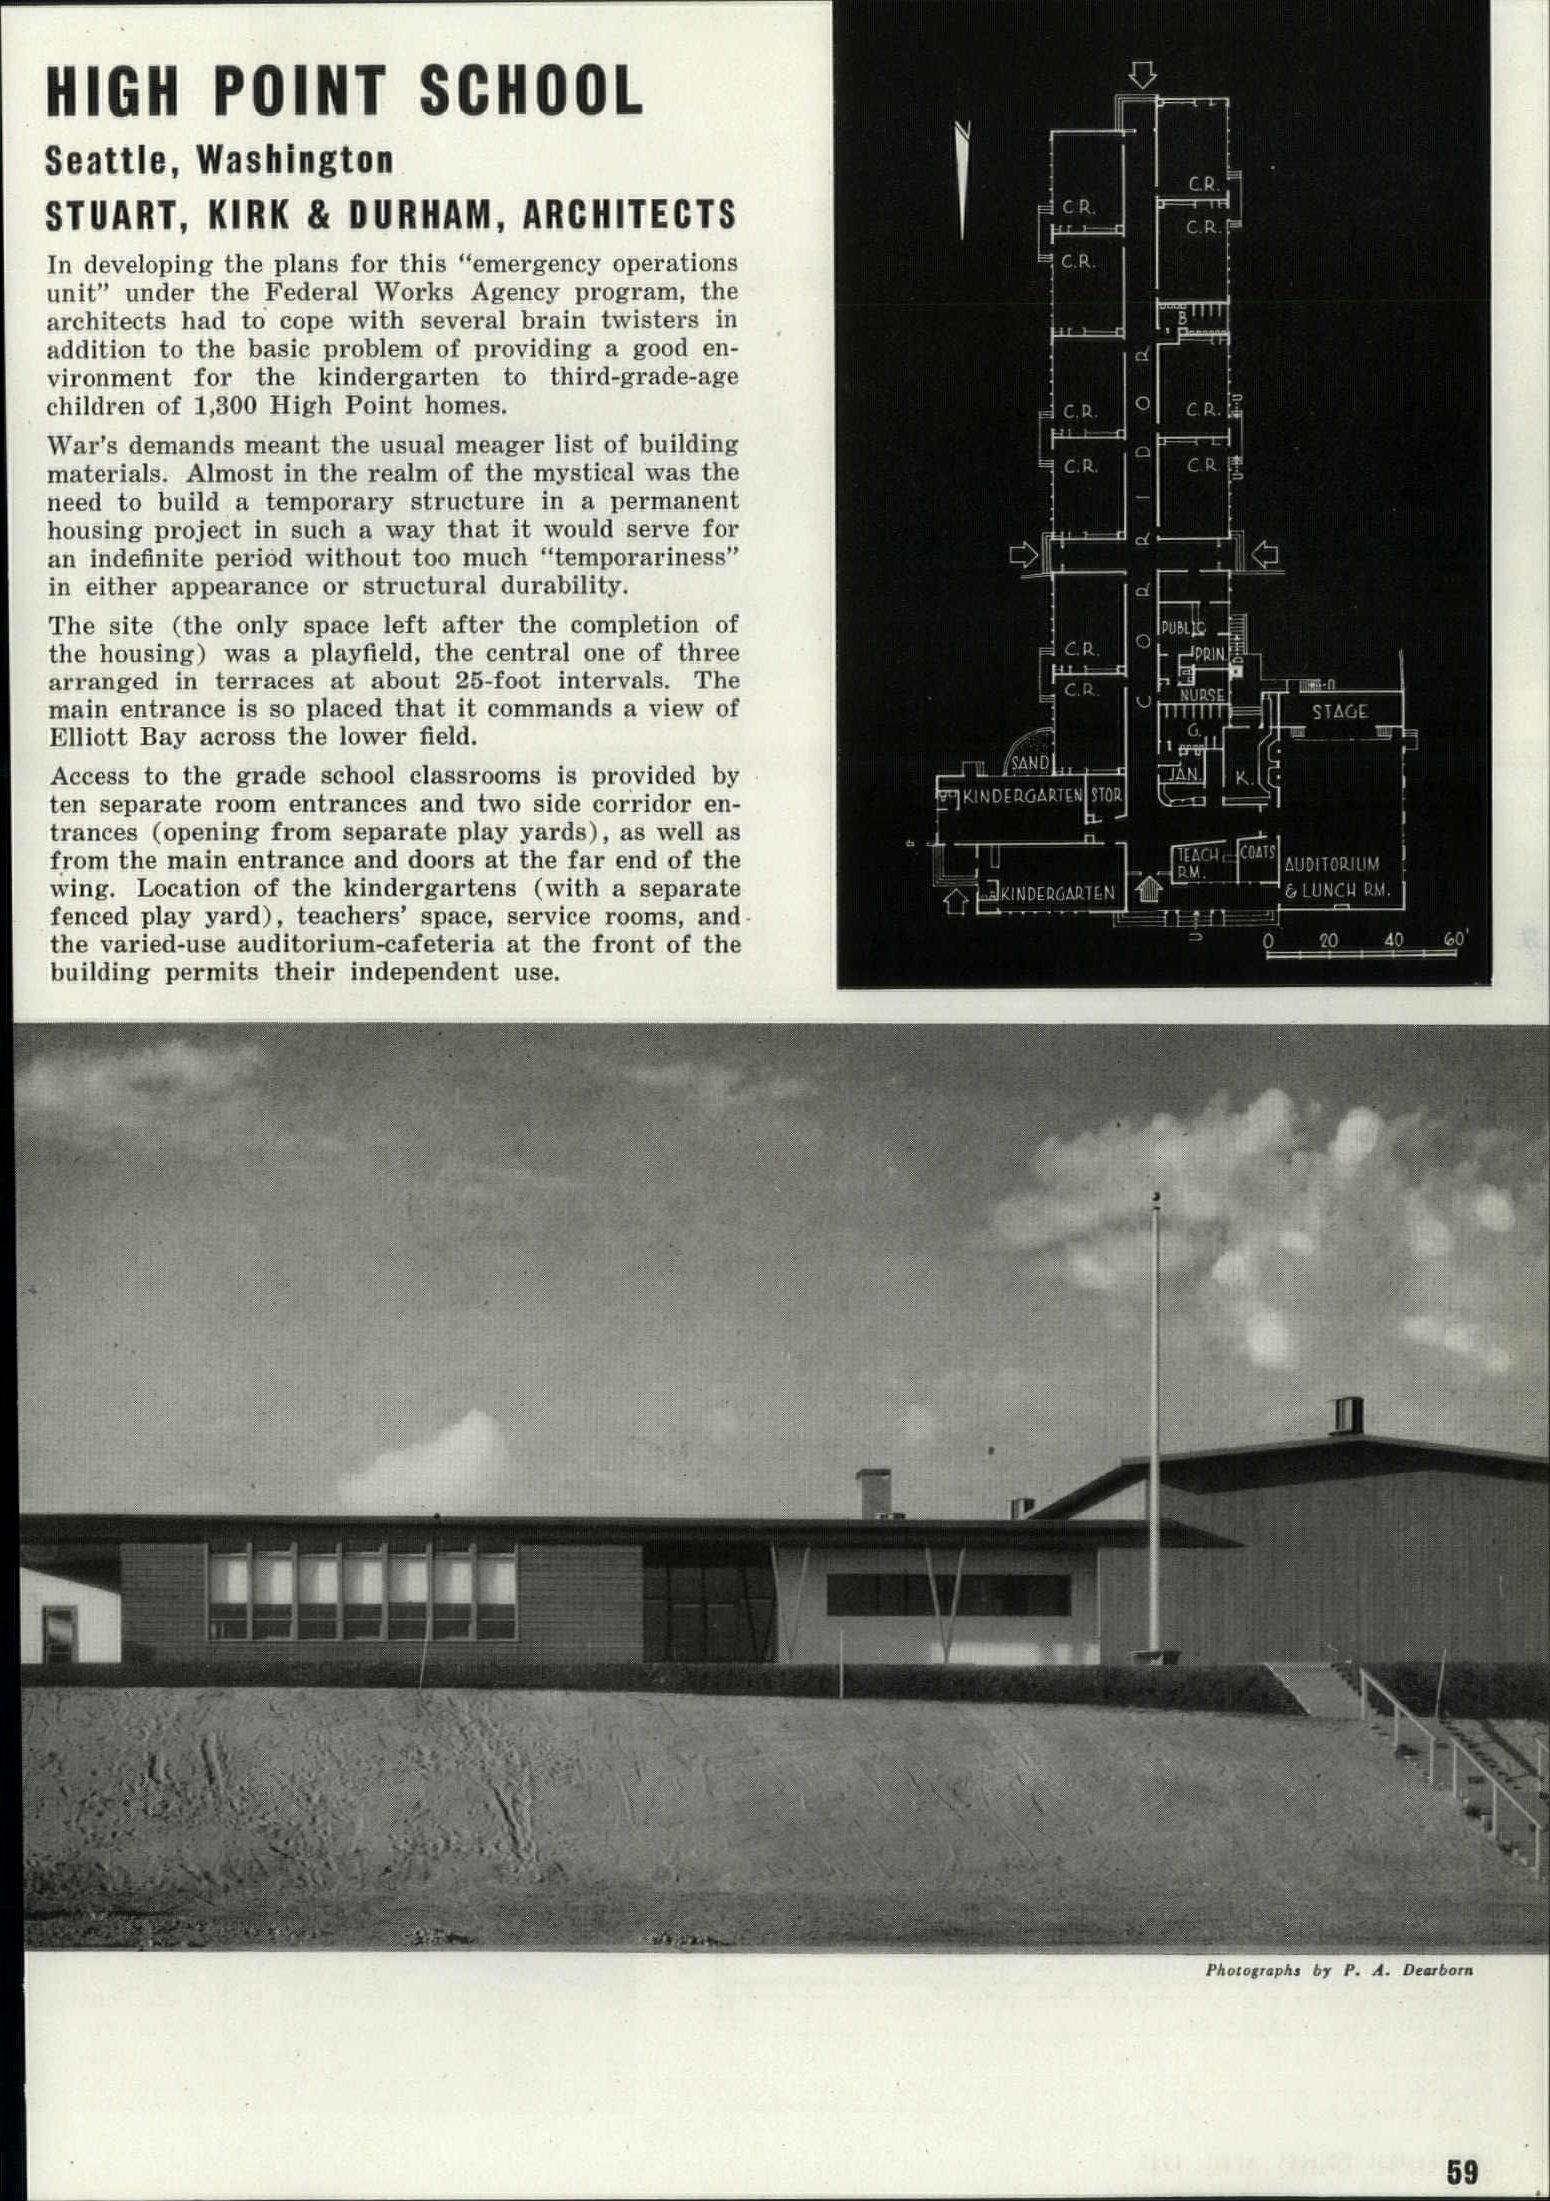 HIGH POINT SCHOOL
Seattle, Washington
STUART, KIRK & DURHAM, ARCHITECTS
In developing the plans for this “emergency operations
unit” under the Federal Works Agency program, the
architects had to cope with several brain twisters in
addition to the basic problem of providing a good en-
vironment for the kindergarten to third-grade-age
children of 1,300 High Point homes.
War’s demands meant the usual meager list of building
materials. Almost in the realm of the mystical was the
need to build a temporary structure in a permanent
housing project in such a way that it would serve for
an indefinite period without too much “temporariness”
in either appearance or structural durability.
The site (the only space left after the completion of
the housing) was a playfield, the central one of three
arranged in terraces at about 25-foot intervals. The
main entrance is so placed that it commands a view of
Elliott Bay across the lower field.
Access to the grade school classrooms is provided by
ten separate room entrances and two side corridor en-
trances (opening from separate play yards), as well as
from the main entrance and doors at the far end of the
wing. Location of the kindergartens (with a separate
fenced play yard), teachers’ space, service rooms, and
the varied-use auditorium-cafeteria at the front of the
building permits their independent use.
C.R.
C.R.
C.R.
C.R.
B
C.R.
C.R.
C.R.
C.R.
CORRIDOR
PUBLIC
C.R.
PRIN.
C.R.
NURSE
STAGE
G.
SAND
JAN.
K.
KINDERGARTEN
STOR
TEACH
RM.
COATS
AUDITORIUM
& LUNCH RM.
KINDERGARTEN
0 20 40 60'
Photographs by P. A. Dearborn
59